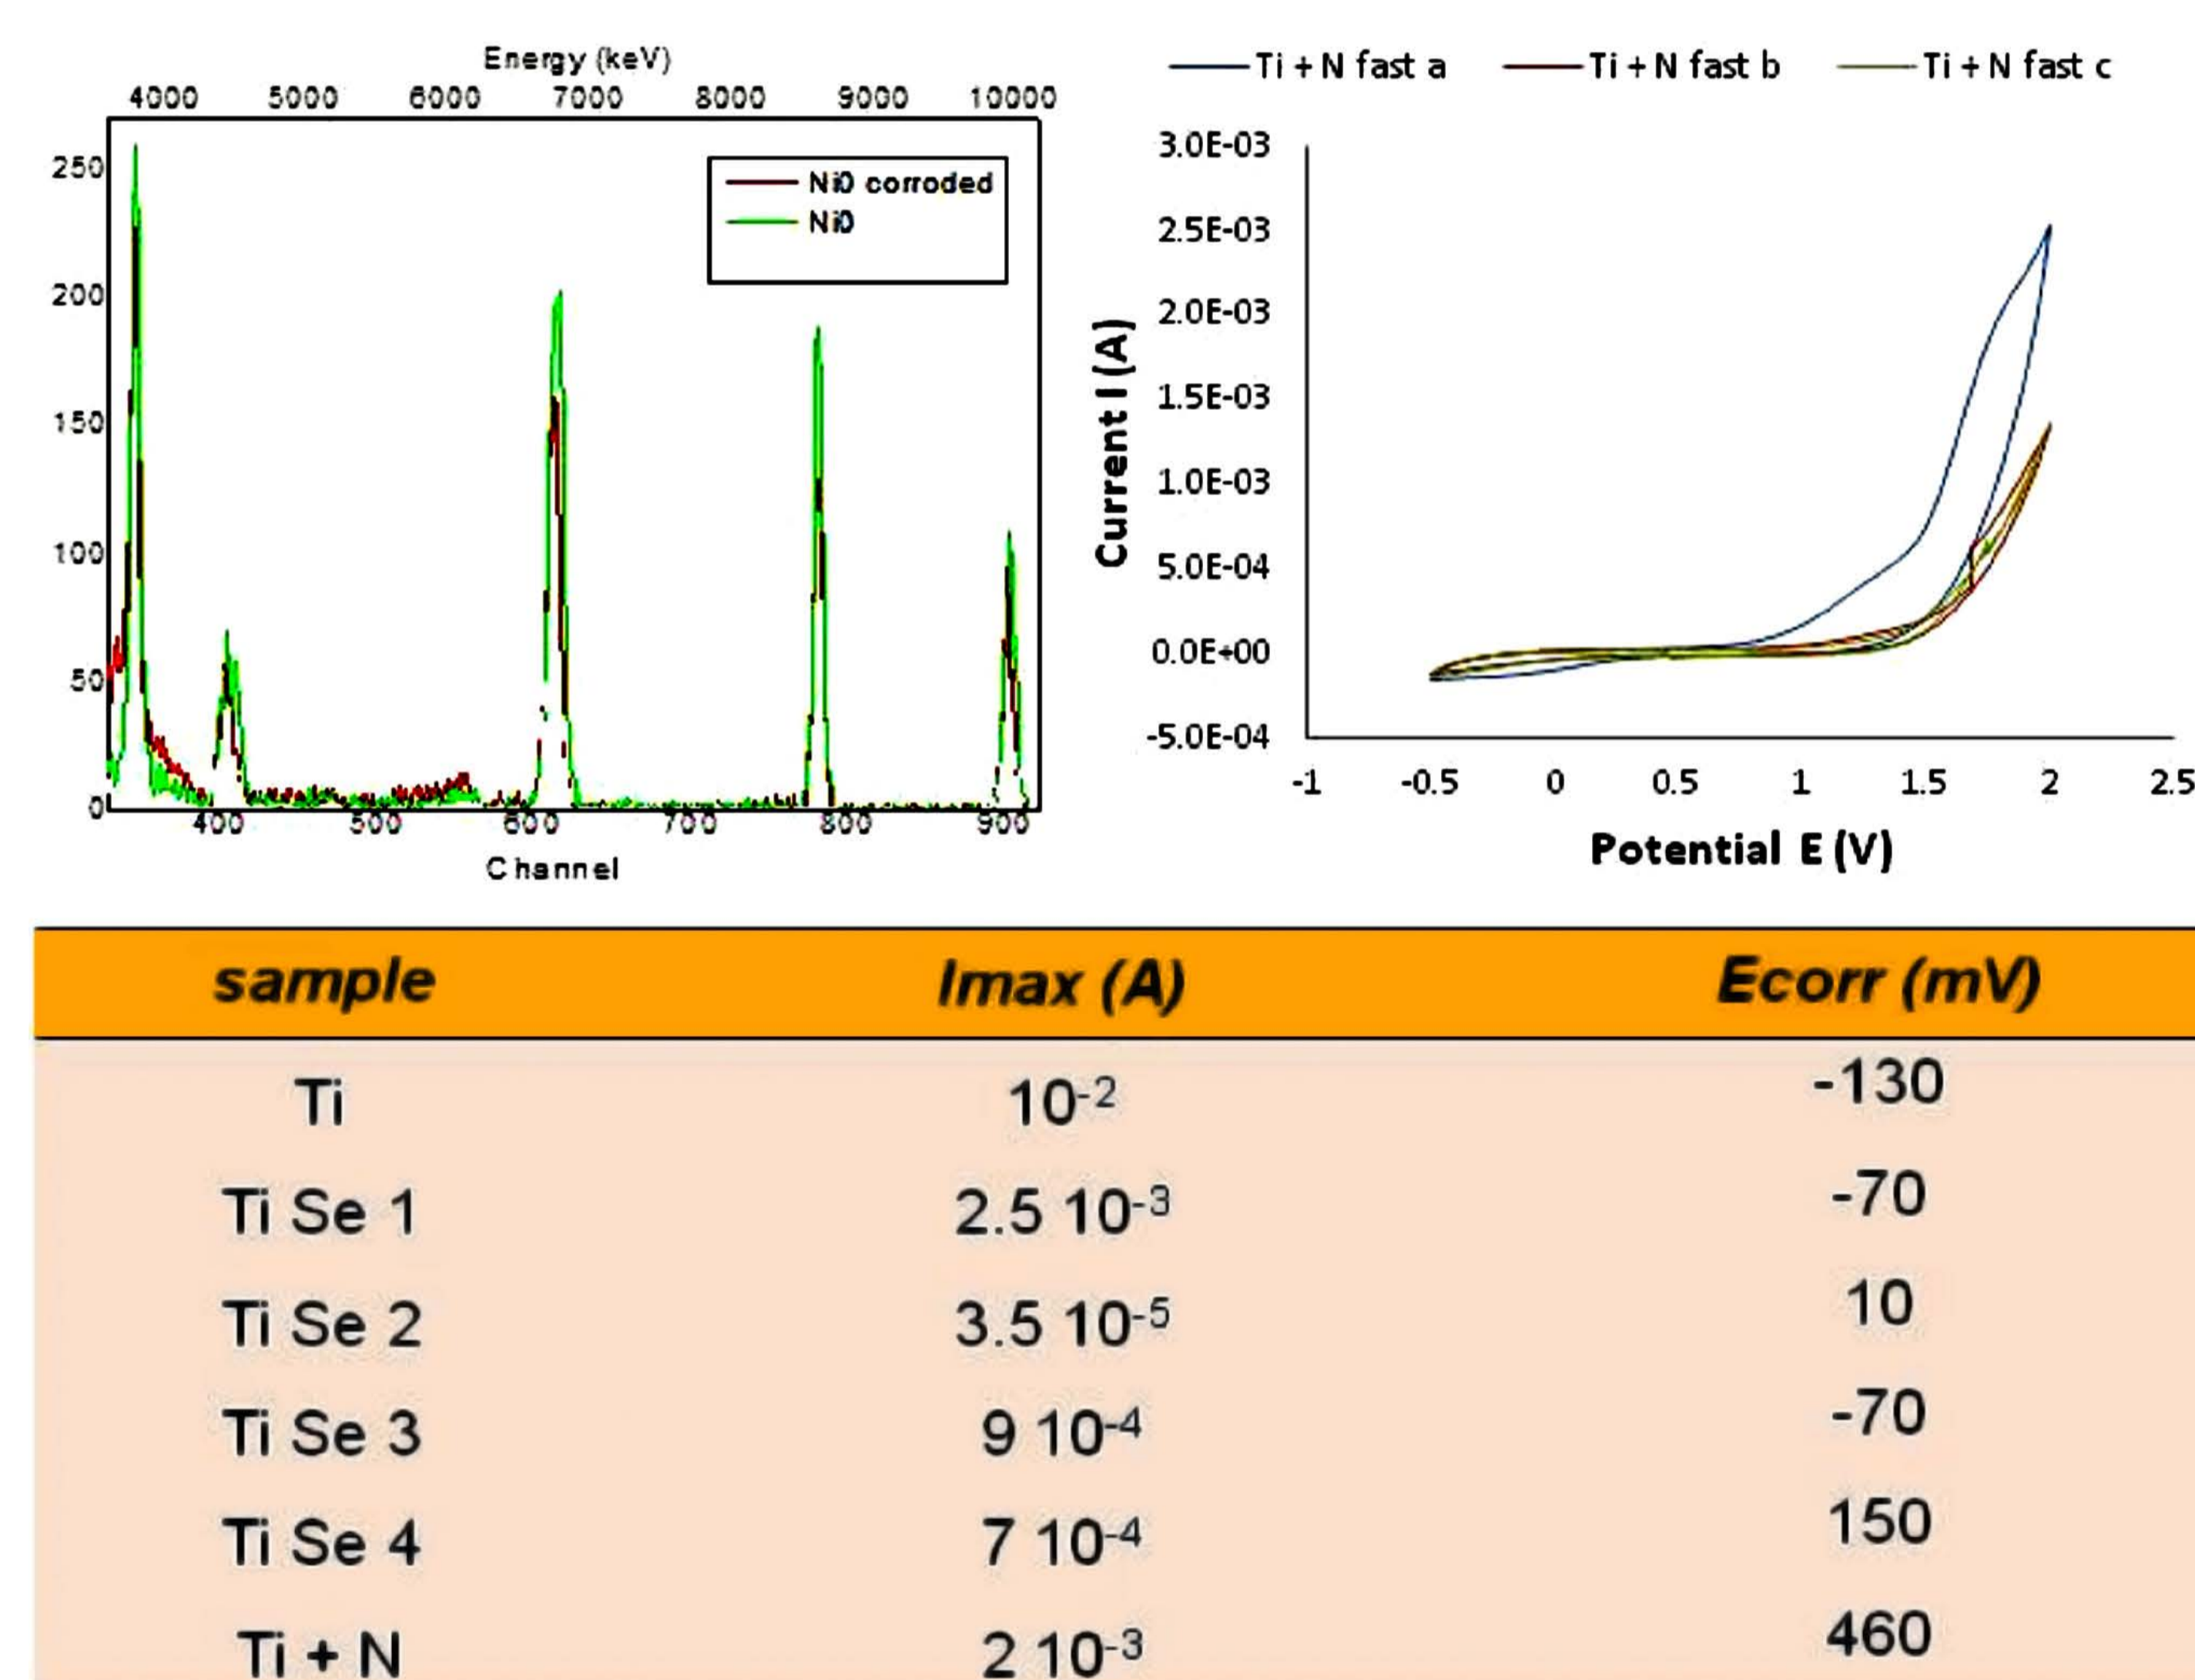 Energy (keV)
4000 5000 6000 7000 8000 9000 10000
250
200
150
100
50
0
Ni0 corroded
Ni0
400 500 600 700 800 900
Channel
Ti + N fast a Ti + N fast b Ti + N fast c
3.0E-03
2.5E-03
2.0E-03
1.5E-03
1.0E-03
5.0E-04
0.0E+00
-5.0E-04
Current I (A)
-1 -0.5 0 0.5 1 1.5 2 2.5
Potential E (V)
sample Imax (A) Ecorr (mV)
Ti 10⁻² -130
Ti Se 1 2.5 10⁻³ -70
Ti Se 2 3.5 10⁻⁵ 10
Ti Se 3 9 10⁻⁴ -70
Ti Se 4 7 10⁻⁴ 150
Ti + N 2 10⁻³ 460